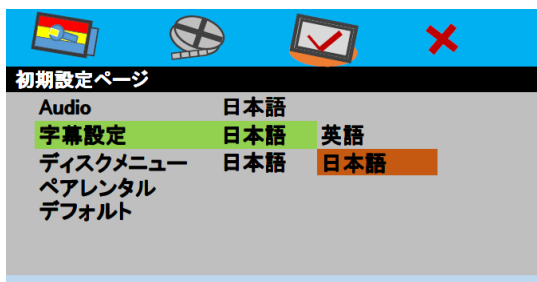 初期設定ページ
Audio 日本語
字幕設定 日本語 英語
ディスクメニュー 日本語 日本語
ペアレンタル
デフォルト